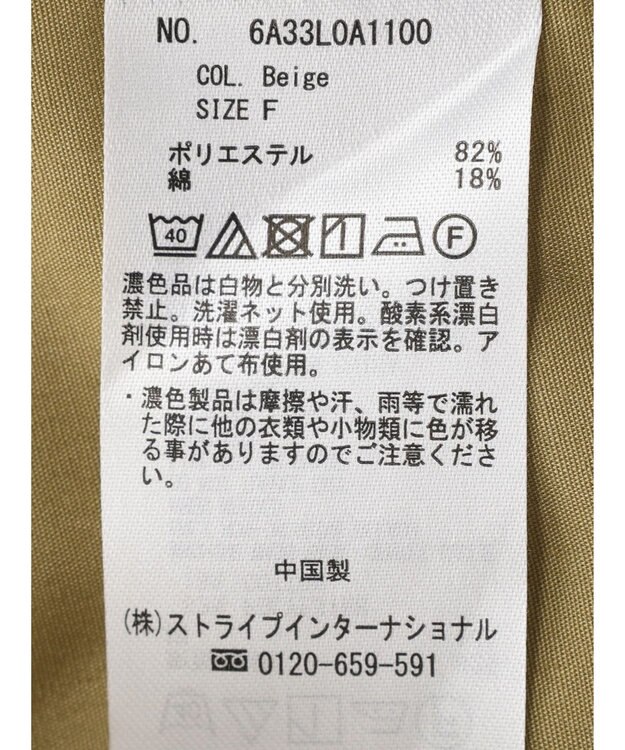 NO. 6A33L0A1100
COL. Beige
SIZE F
ポリエステル 82%
綿 18%
40 F
濃色品は白物と分別洗い。つけ置き
禁止。洗濯ネット使用。酸素系漂白
剤使用時は漂白剤の表示を確認。ア
イロンあて布使用。
・濃色製品は摩擦や汗、雨等で濡れ
た際に他の衣類や小物類に色が移
る事がありますのでご注意くださ
い。
中国製
(株)ストライプインターナショナル
0120-659-591